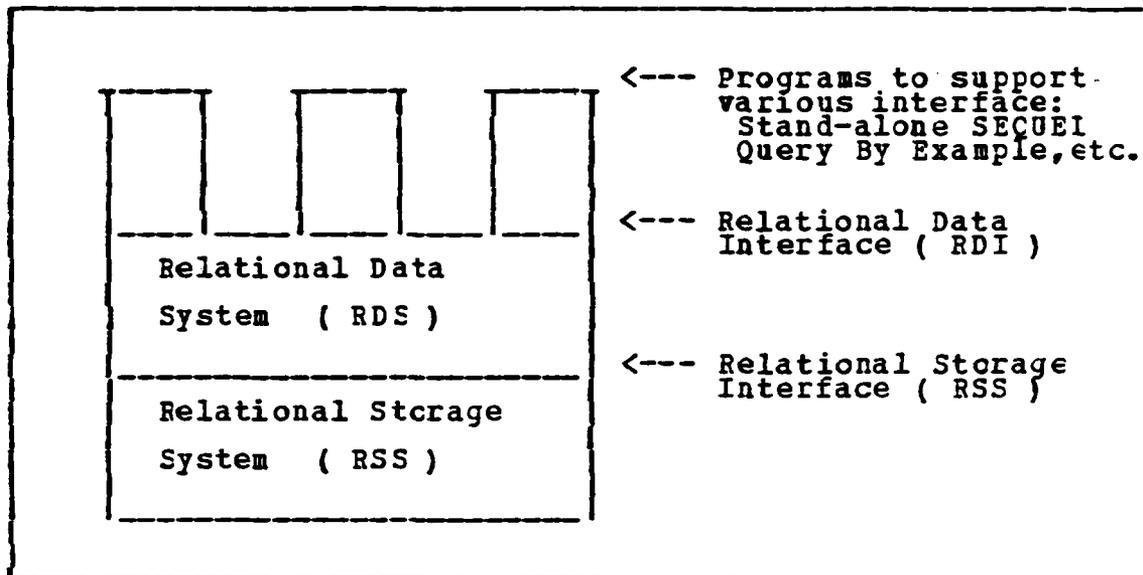 <--- Programs to support
various interface:
Stand-alone SEQUEl
Query By Example,etc.
<--- Relational Data
Interface ( RDI )
Relational Data
System ( RDS )
<--- Relational Storage
Interface ( RSS )
Relational Storage
System ( RSS )